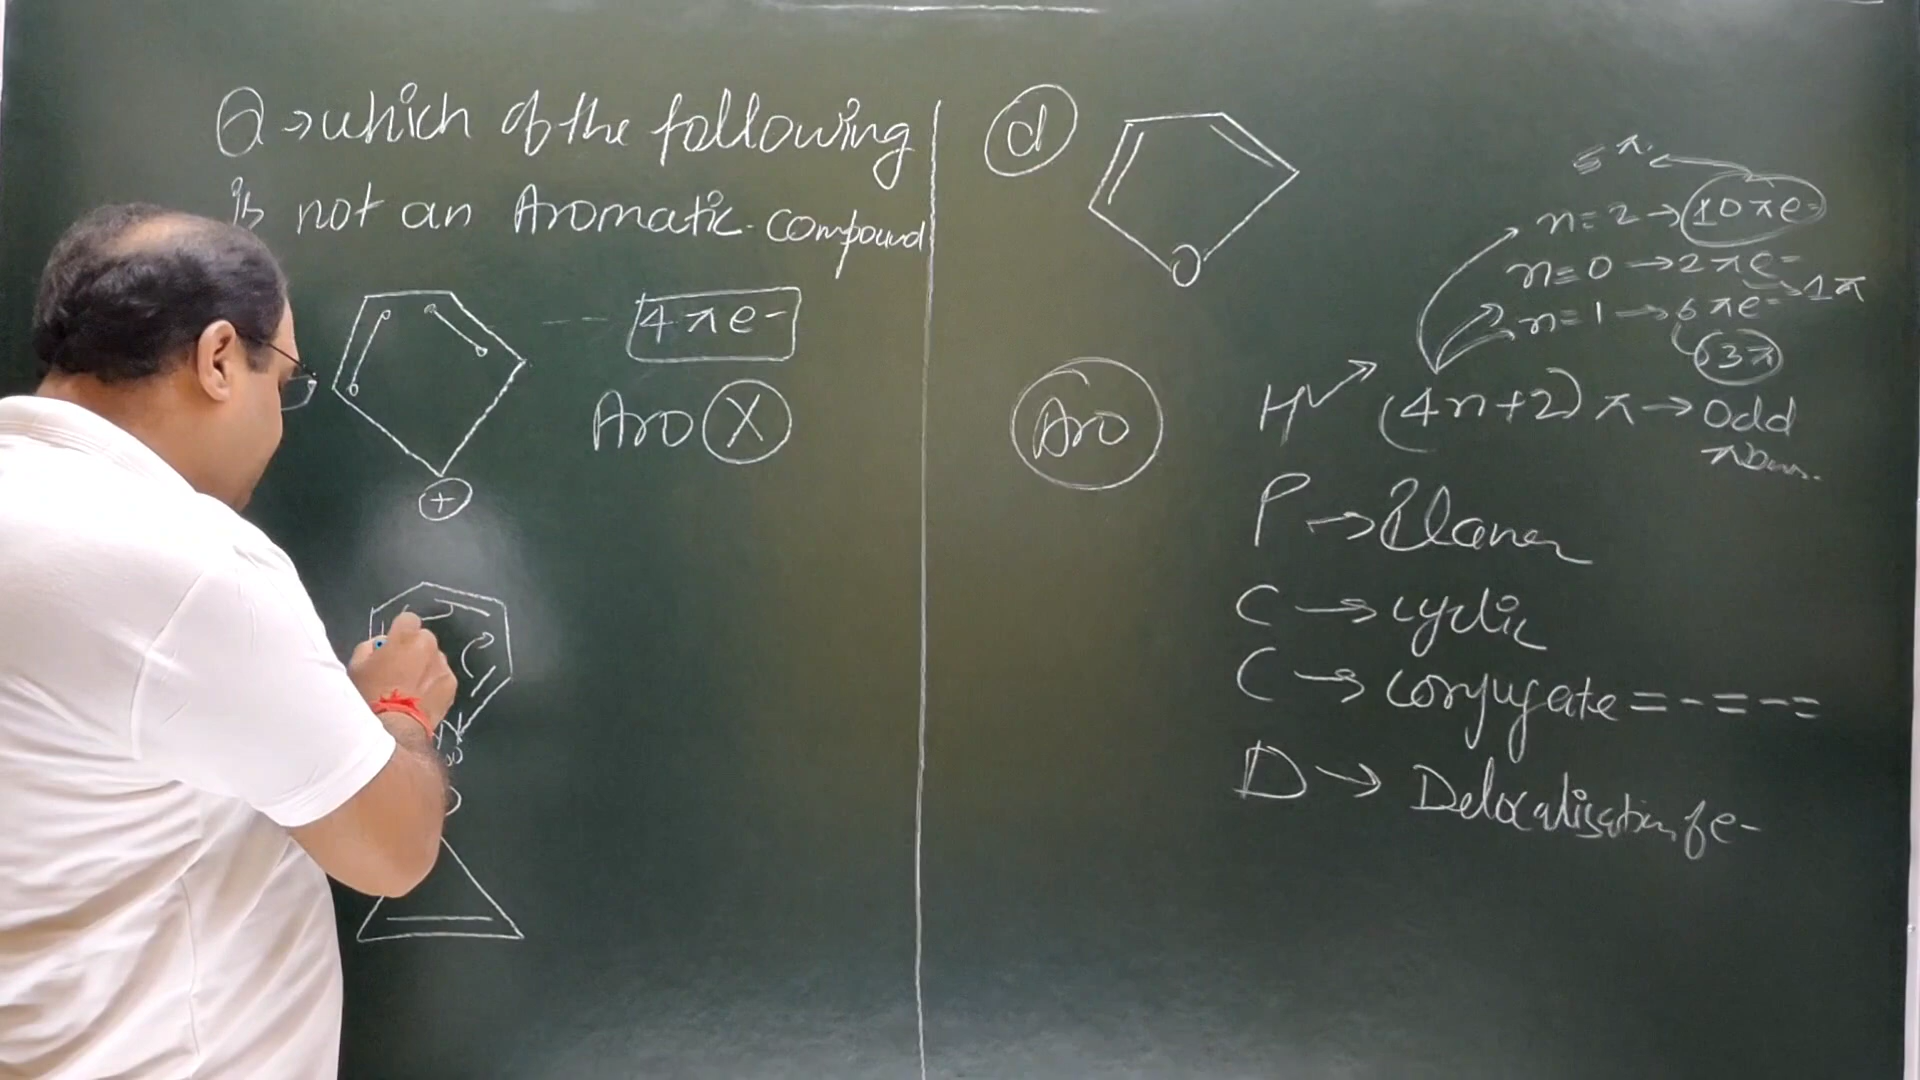 Q → which of the following
is not an Aromatic compound
4πe-
Aro X
+
N
d
O
Aro
5π
n=2 → 10πe-
n=0 → 2πe- → 1π
n=1 → 6πe-
3π
H (4n+2)π → Odd
P → Planer
C → cyclic
C → conjugate = - = - =
D → Delocalisation of e-